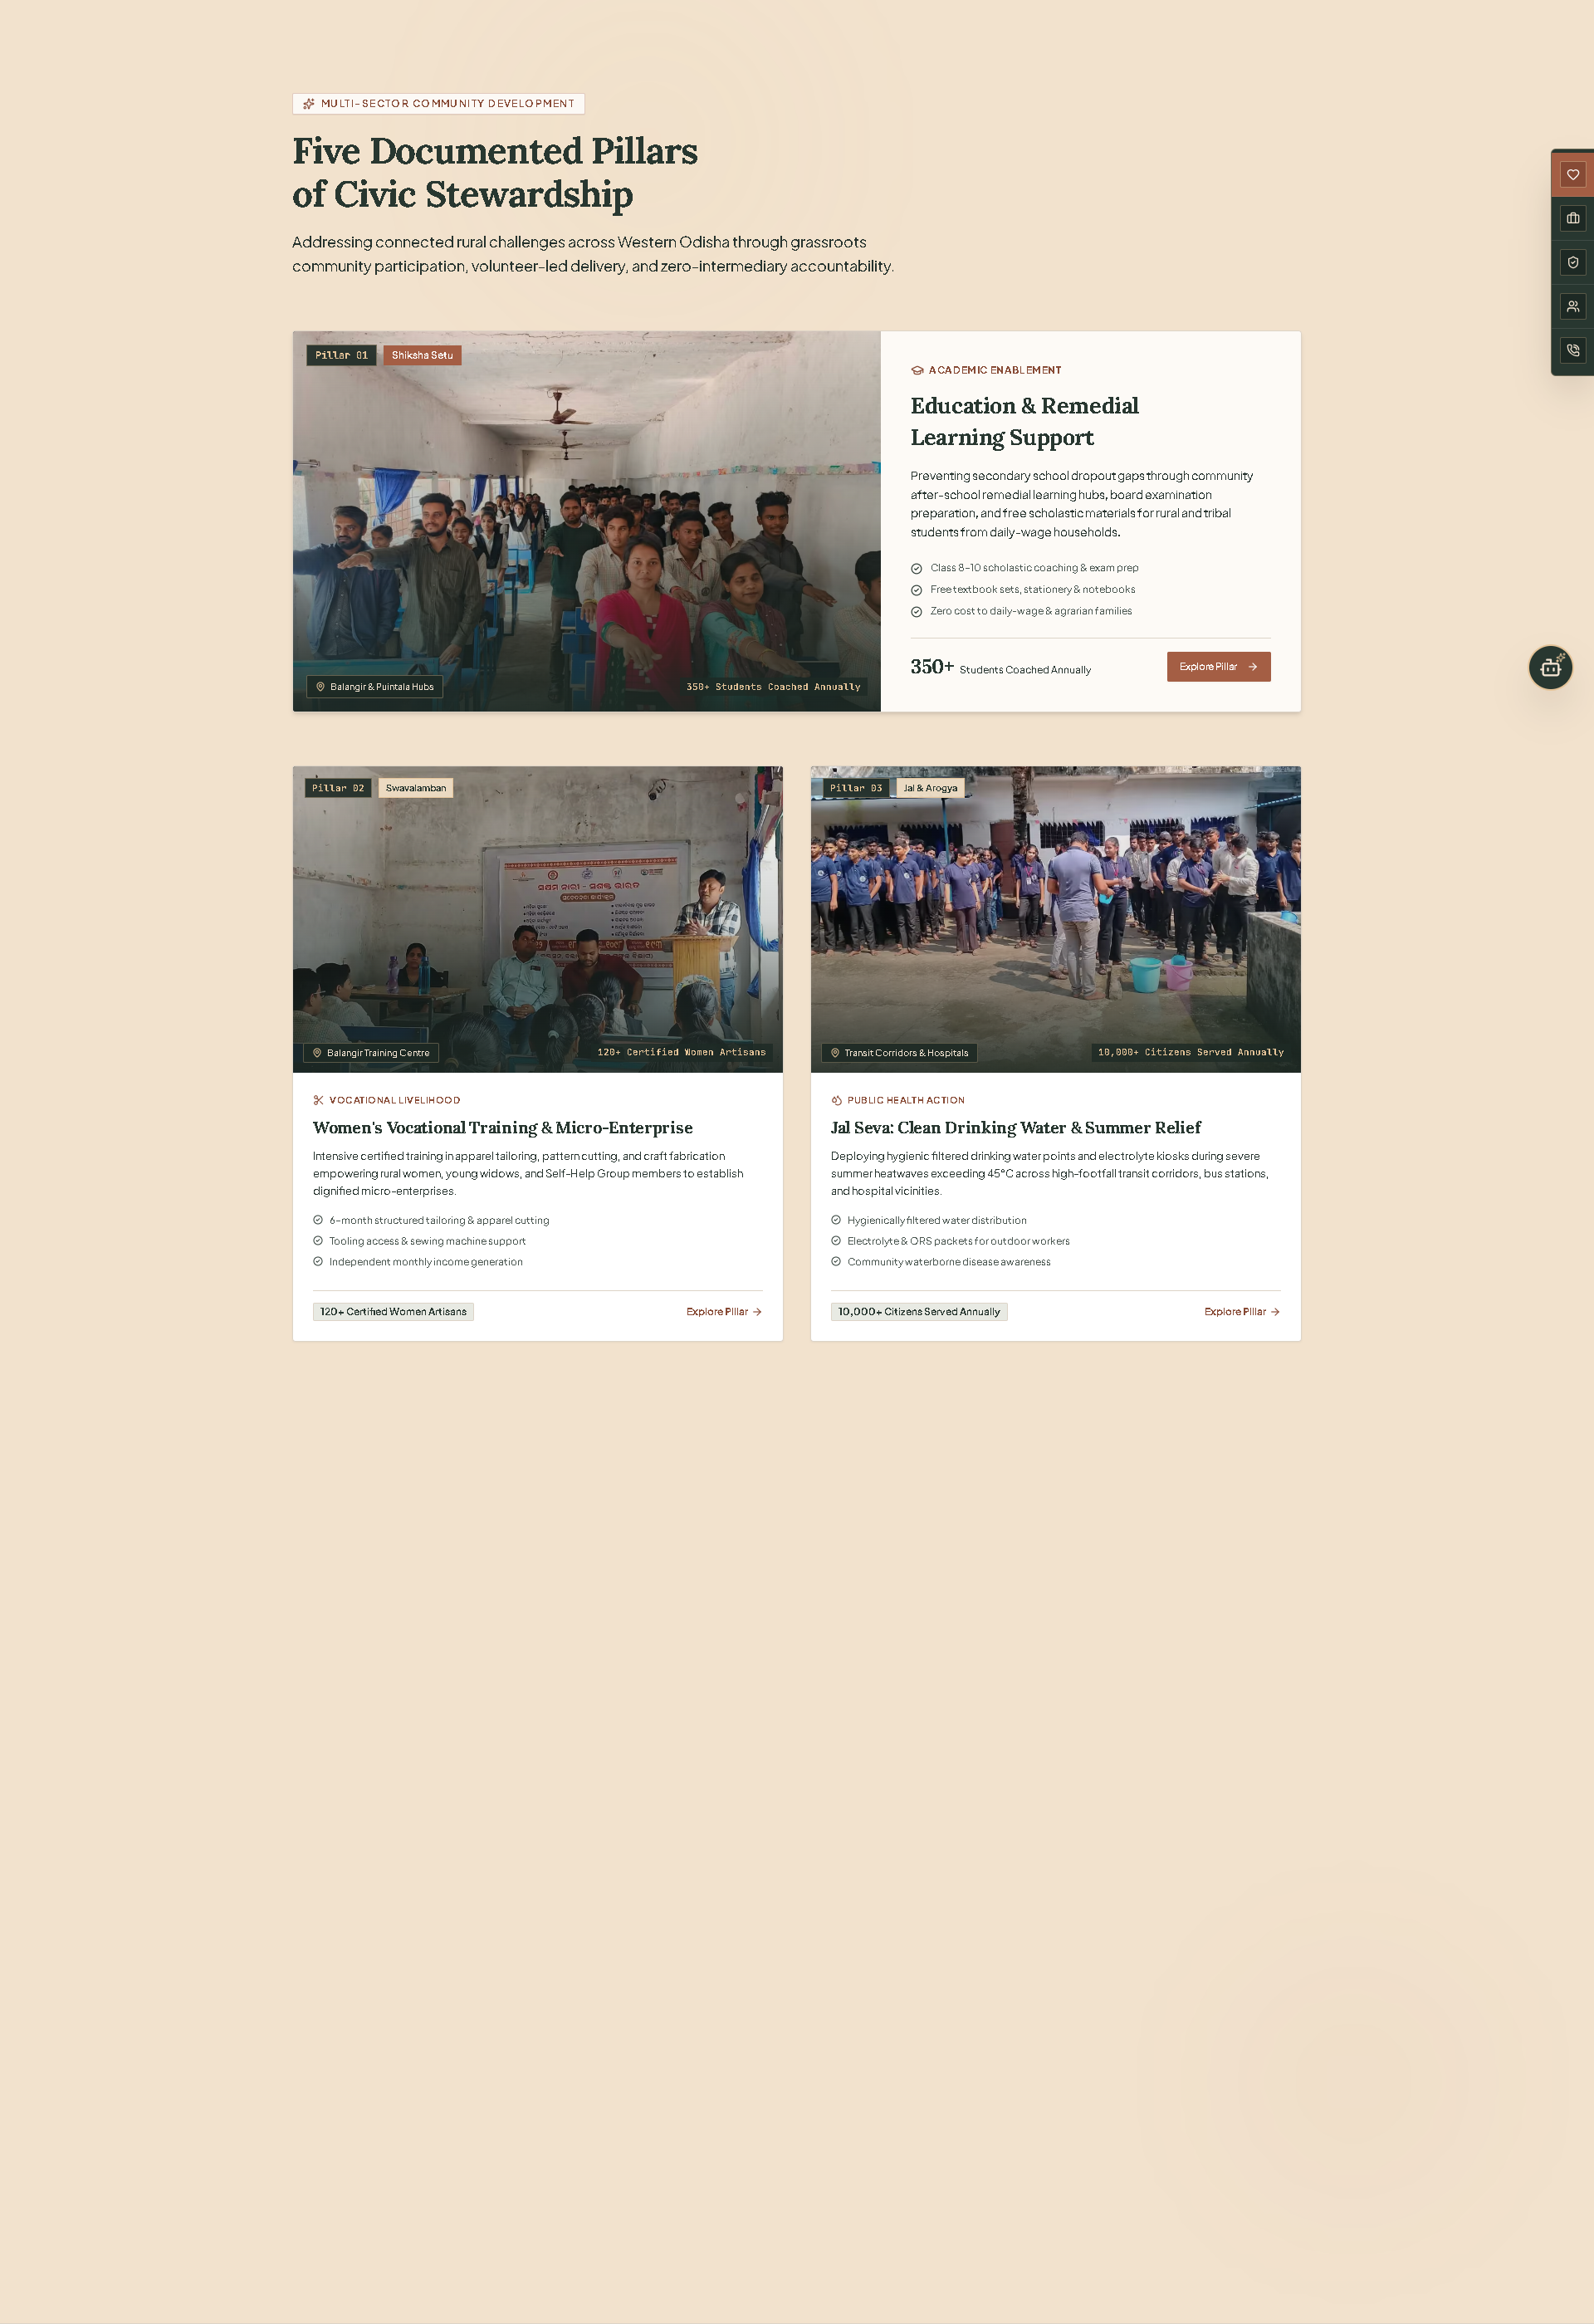 MULTI-SECTOR COMMUNITY DEVELOPMENT
Five Documented Pillars
of Civic Stewardship
Addressing connected rural challenges across Western Odisha through grassroots
community participation, volunteer-led delivery, and zero-intermediary accountability.
Pillar 01
Shiksha Setu
Balangir & Puintala Hubs
350+ Students Coached Annually
ACADEMIC ENABLEMENT
Education & Remedial
Learning Support
Preventing secondary school dropout gaps through community
after-school remedial learning hubs, board examination
preparation, and free scholastic materials for rural and tribal
students from daily-wage households.
Class 8-10 scholastic coaching & exam prep
Free textbook sets, stationery & notebooks
Zero cost to daily-wage & agrarian families
350+ Students Coached Annually
Explore Pillar
Pillar 02
Swavalamban
ପ୍ରଥମ ନାରୀ - ସଶକ୍ତ ଭାରତ
Balangir Training Centre
120+ Certified Women Artisans
VOCATIONAL LIVELIHOOD
Women's Vocational Training & Micro-Enterprise
Intensive certified training in apparel tailoring, pattern cutting, and craft fabrication
empowering rural women, young widows, and Self-Help Group members to establish
dignified micro-enterprises.
6-month structured tailoring & apparel cutting
Tooling access & sewing machine support
Independent monthly income generation
120+ Certified Women Artisans
Explore Pillar
Pillar 03
Jal & Arogya
Transit Corridors & Hospitals
10,000+ Citizens Served Annually
PUBLIC HEALTH ACTION
Jal Seva: Clean Drinking Water & Summer Relief
Deploying hygienic filtered drinking water points and electrolyte kiosks during severe
summer heatwaves exceeding 45°C across high-footfall transit corridors, bus stations,
and hospital vicinities.
Hygienically filtered water distribution
Electrolyte & ORS packets for outdoor workers
Community waterborne disease awareness
10,000+ Citizens Served Annually
Explore Pillar